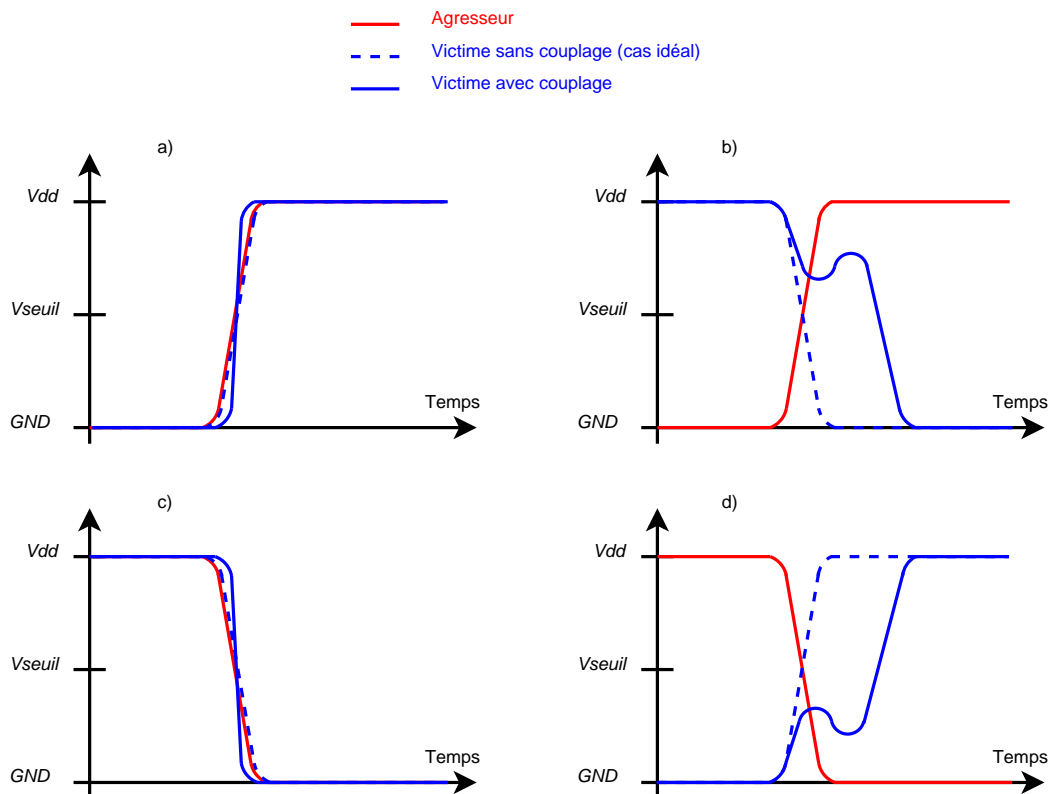 Agresseur
Victime sans couplage (cas idéal)
Victime avec couplage
a)
Vdd
Vseuil
GND
Temps
b)
Vdd
Vseuil
GND
Temps
c)
Vdd
Vseuil
GND
Temps
d)
Vdd
Vseuil
GND
Temps